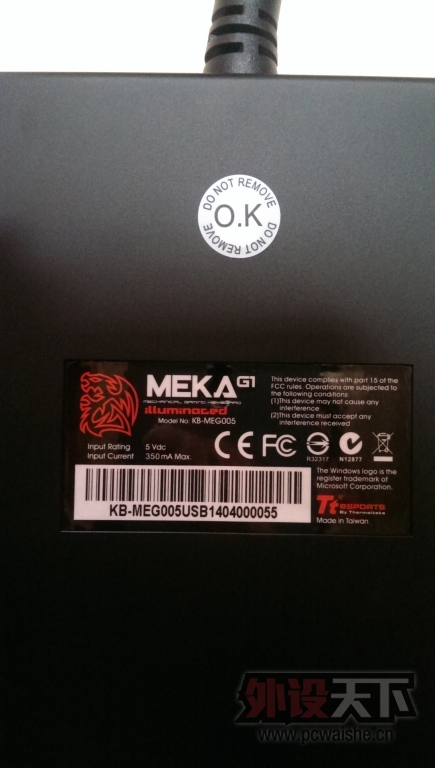 DO NOT REMOVE
O.K
DO NOT REMOVE
MEKA G1
MECHANICAL GAMING KEYBOARD
illuminated
Model No: KB-MEG005
Input Rating 5 Vdc
Input Current 350 mA Max.
This device complies with part 15 of the
FCC rules. Operations are subjected to
the following conditions:
(1)This device may not cause any
interference
(2)This device must accept any
interference received
CE FC
R32317 N12877
KB-MEG005USB1404000055
The Windows logo is the
register trademark of
Microsoft Corporation.
Tt eSPORTS
By Thermaltake
Made in Taiwan
外设天下
www.pcwaishe.cn